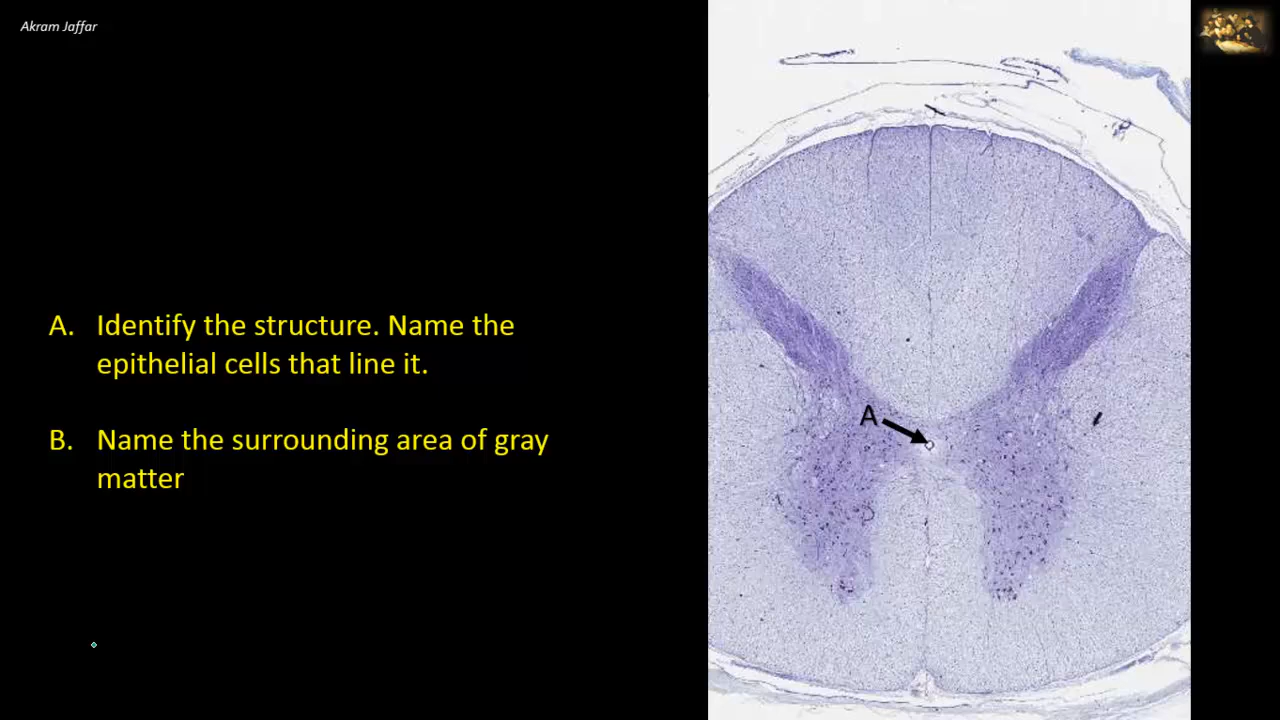 Akram Jaffar
A. Identify the structure. Name the
epithelial cells that line it.
B. Name the surrounding area of gray
matter
A